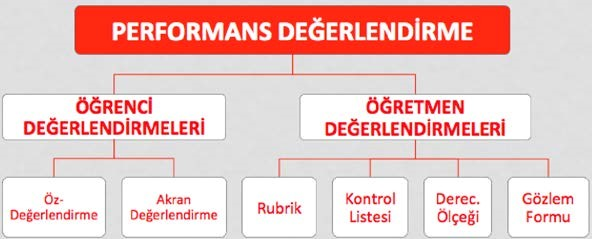 PERFORMANS DEĞERLENDİRME
ÖĞRENCİ
DEĞERLENDİRMELERİ
ÖĞRETMEN
DEĞERLENDİRMELERİ
Öz-
Değerlendirme
Akran
Değerlendirme
Rubrik
Kontrol
Listesi
Derec.
Ölçeği
Gözlem
Formu